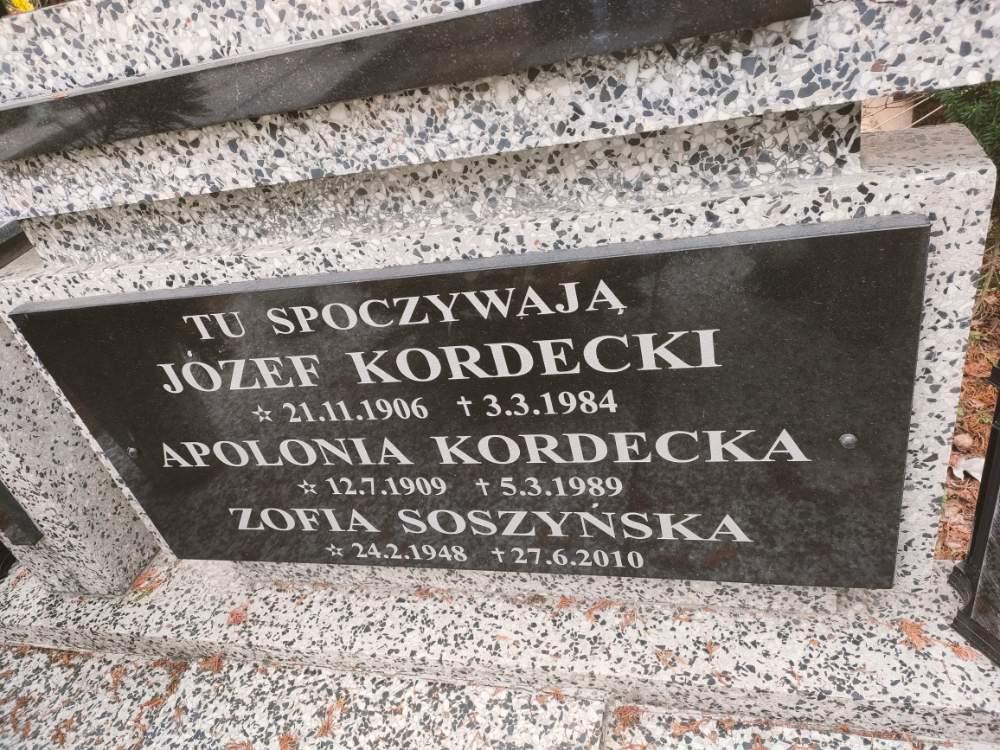 TU SPOCZYWAJĄ
JÓZEF KORDECKI
☆ 21.11.1906 † 3.3.1984
APOLONIA KORDECKA
☆ 12.7.1909 † 5.3.1989
ZOFIA SOSZYŃSKA
☆ 24.2.1948 † 27.6.2010